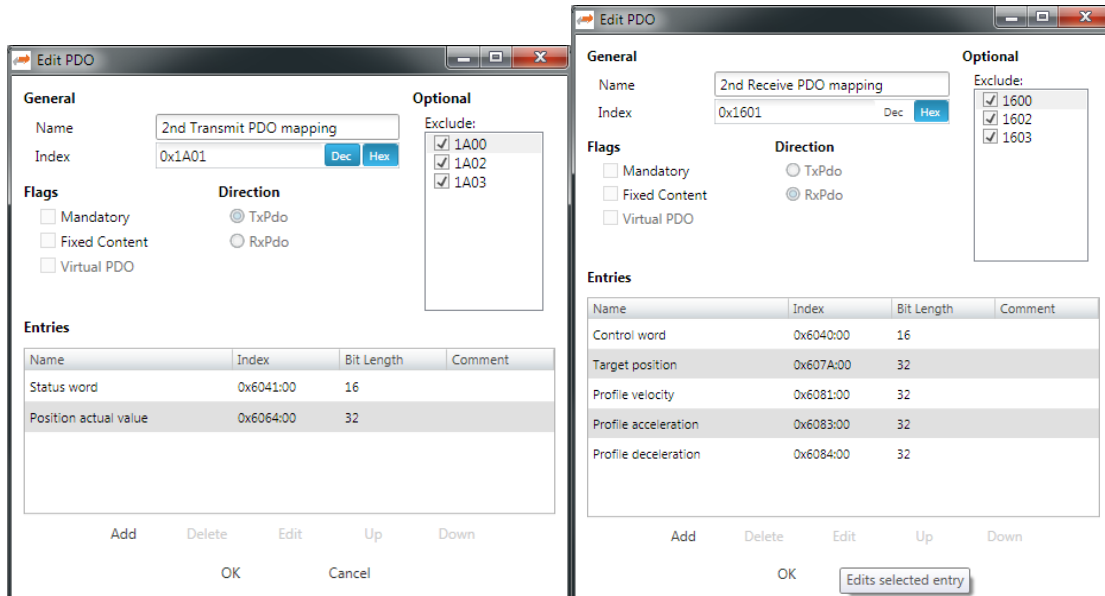 Edit PDO
General
Optional
Name 2nd Transmit PDO mapping
Exclude:
Index 0x1A01 Dec Hex
1A00
1A02
1A03
Flags
Direction
Mandatory TxPdo
Fixed Content RxPdo
Virtual PDO
Entries
Name Index Bit Length Comment
Status word 0x6041:00 16
Position actual value 0x6064:00 32
Add Delete Edit Up Down
OK Cancel
Edit PDO
General
Optional
Name 2nd Receive PDO mapping
Exclude:
Index 0x1601 Dec Hex
1600
1602
1603
Flags
Direction
Mandatory TxPdo
Fixed Content RxPdo
Virtual PDO
Entries
Name Index Bit Length Comment
Control word 0x6040:00 16
Target position 0x607A:00 32
Profile velocity 0x6081:00 32
Profile acceleration 0x6083:00 32
Profile deceleration 0x6084:00 32
Add Delete Edit Up Down
OK
Edits selected entry